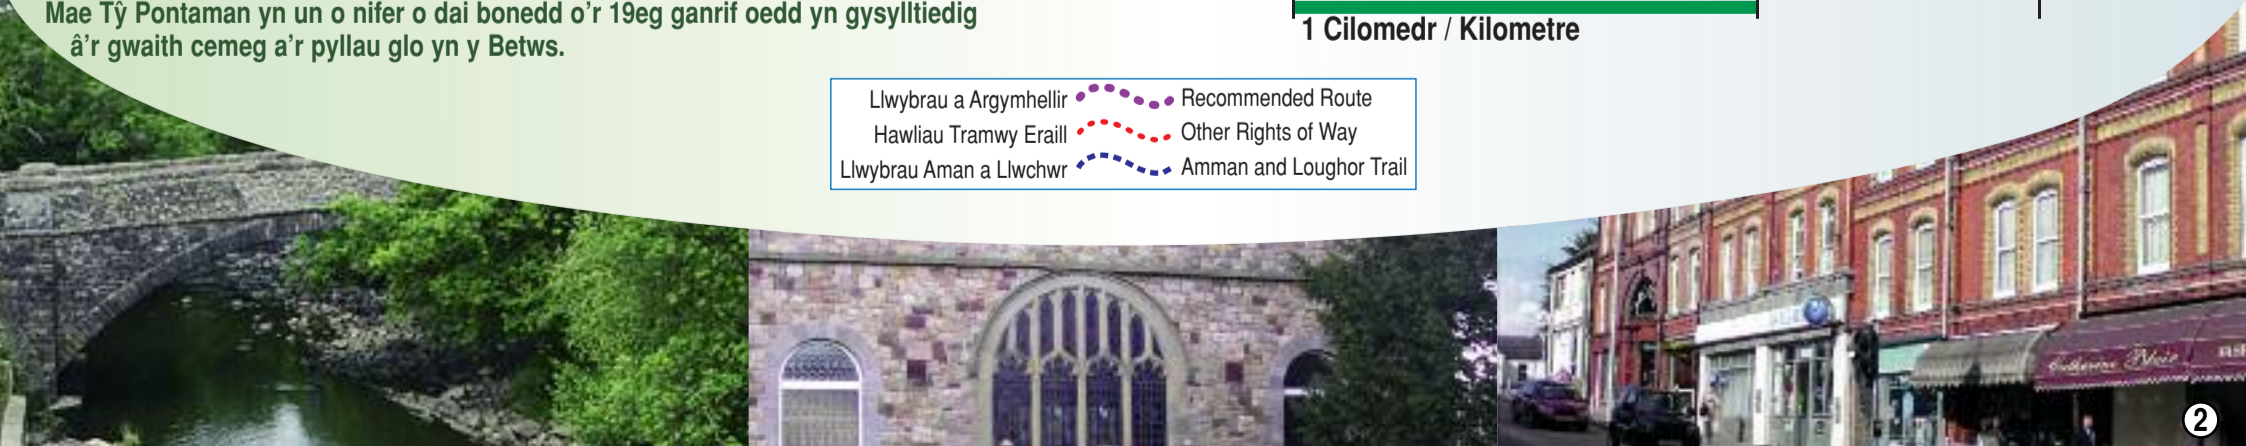 Mae Tŷ Pontaman yn un o nifer o dai bonedd o’r 19eg ganrif oedd yn gysylltiedig
â’r gwaith cemeg a’r pyllau glo yn y Betws.
1 Cilomedr / Kilometre
Llwybrau a Argymhellir Recommended Route
Hawliau Tramwy Eraill Other Rights of Way
Llwybrau Aman a Llwchwr Amman and Loughor Trail
2